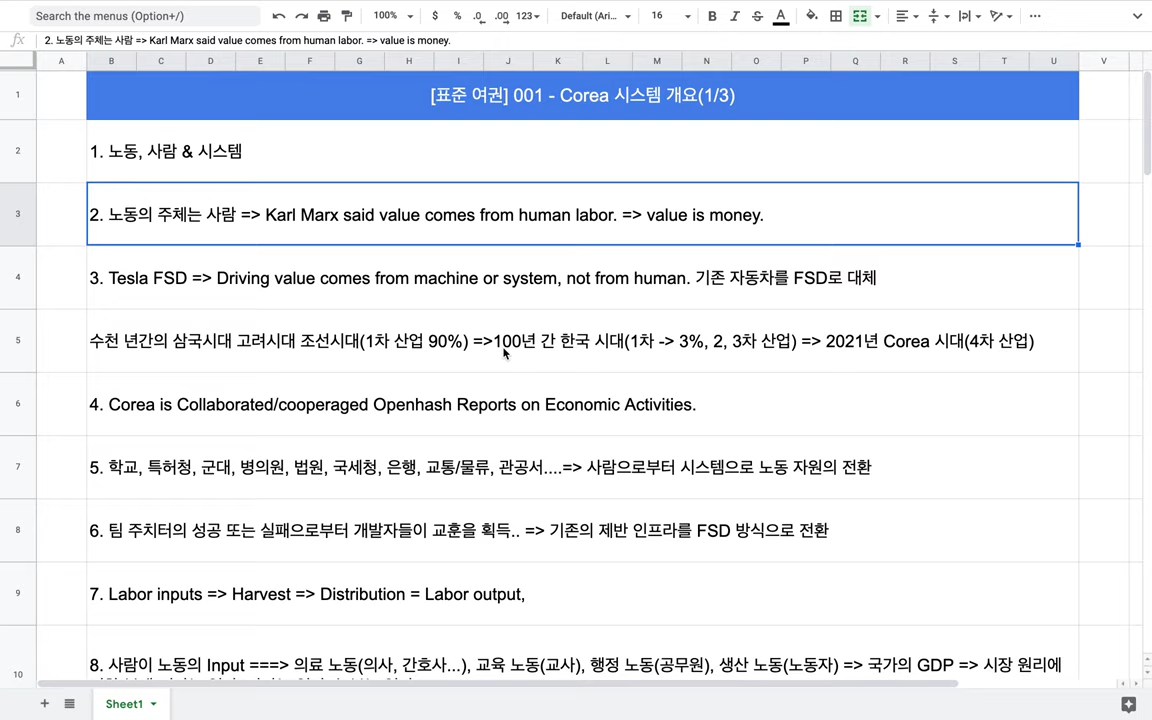 Search the menus (Option+/)
100%
$ % .0 .00 123
Default (Ari...
16
B I S A
fx
2. 노동의 주체는 사람 => Karl Marx said value comes from human labor. => value is money.
A B C D E F G H I J K L M N O P Q R S T U V
1
[표준 여권] 001 - Corea 시스템 개요(1/3)
2
1. 노동, 사람 & 시스템
3
2. 노동의 주체는 사람 => Karl Marx said value comes from human labor. => value is money.
4
3. Tesla FSD => Driving value comes from machine or system, not from human. 기존 자동차를 FSD로 대체
5
수천 년간의 삼국시대 고려시대 조선시대(1차 산업 90%) =>100년 간 한국 시대(1차 -> 3%, 2, 3차 산업) => 2021년 Corea 시대(4차 산업)
6
4. Corea is Collaborated/cooperaged Openhash Reports on Economic Activities.
7
5. 학교, 특허청, 군대, 병의원, 법원, 국세청, 은행, 교통/물류, 관공서....=> 사람으로부터 시스템으로 노동 자원의 전환
8
6. 팀 주치터의 성공 또는 실패으로부터 개발자들이 교훈을 획득.. => 기존의 제반 인프라를 FSD 방식으로 전환
9
7. Labor inputs => Harvest => Distribution = Labor output,
10
8. 사람이 노동의 Input ===> 의료 노동(의사, 간호사...), 교육 노동(교사), 행정 노동(공무원), 생산 노동(노동자) => 국가의 GDP => 시장 원리에
Sheet1